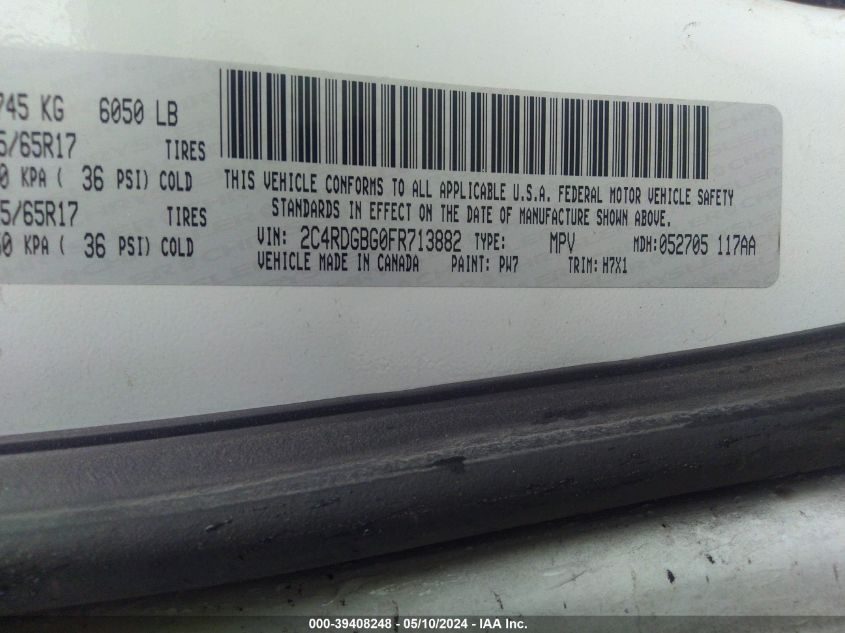 745 KG 6050 LB
5/65R17 TIRES
0 KPA ( 36 PSI) COLD
5/65R17 TIRES
50 KPA ( 36 PSI) COLD
THIS VEHICLE CONFORMS TO ALL APPLICABLE U.S.A. FEDERAL MOTOR VEHICLE SAFETY
STANDARDS IN EFFECT ON THE DATE OF MANUFACTURE SHOWN ABOVE.
VIN: 2C4RDGBG0FR713882 TYPE: MPV MDH: 052705 117AA
VEHICLE MADE IN CANADA PAINT: PW7 TRIM: H7X1
000-39408248 - 05/10/2024 - IAA Inc.